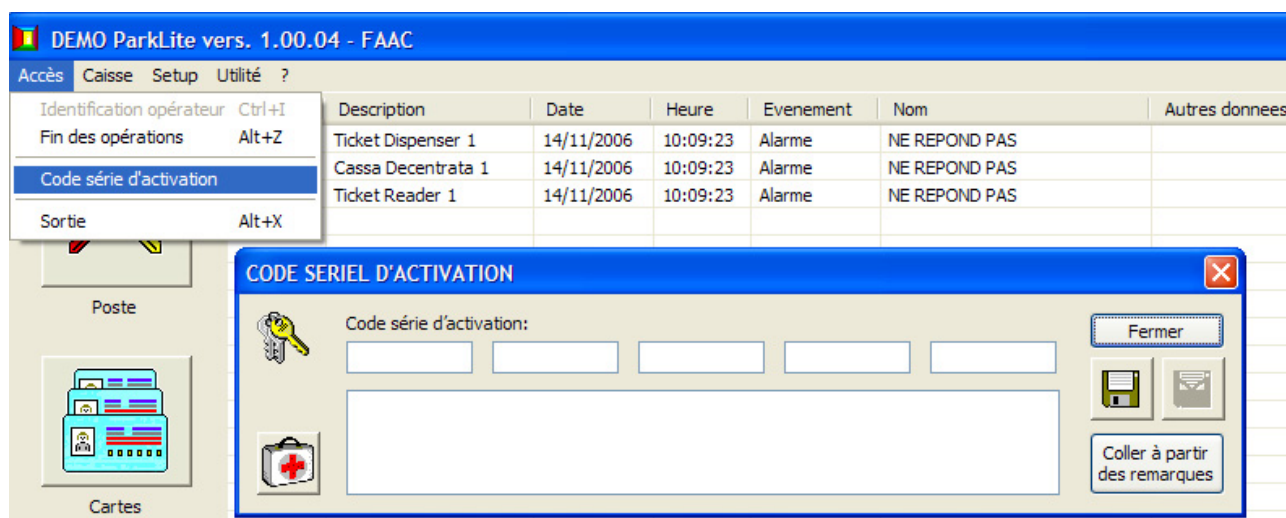 DEMO ParkLite vers. 1.00.04 - FAAC
Accès Caisse Setup Utilité ?
Identification opérateur Ctrl+I
Fin des opérations Alt+Z
Code série d'activation
Sortie Alt+X
Description Date Heure Evenement Nom Autres donnees
Ticket Dispenser 1 14/11/2006 10:09:23 Alarme NE REPOND PAS
Cassa Decentrata 1 14/11/2006 10:09:23 Alarme NE REPOND PAS
Ticket Reader 1 14/11/2006 10:09:23 Alarme NE REPOND PAS
Poste
Cartes
CODE SERIEL D'ACTIVATION
Code série d’activation:
Fermer
Coller à partir
des remarques